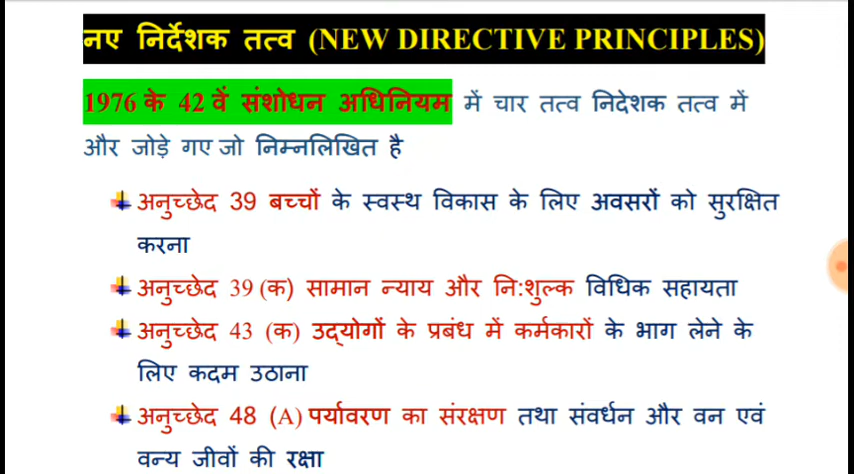 नए निर्देशक तत्व (NEW DIRECTIVE PRINCIPLES)
1976 के 42 वें संशोधन अधिनियम में चार तत्व निदेशक तत्व में
और जोड़े गए जो निम्नलिखित है
अनुच्छेद 39 बच्चों के स्वस्थ विकास के लिए अवसरों को सुरक्षित
करना
अनुच्छेद 39 (क) सामान न्याय और नि:शुल्क विधिक सहायता
अनुच्छेद 43 (क) उद्योगों के प्रबंध में कर्मकारों के भाग लेने के
लिए कदम उठाना
अनुच्छेद 48 (A) पर्यावरण का संरक्षण तथा संवर्धन और वन एवं
वन्य जीवों की रक्षा